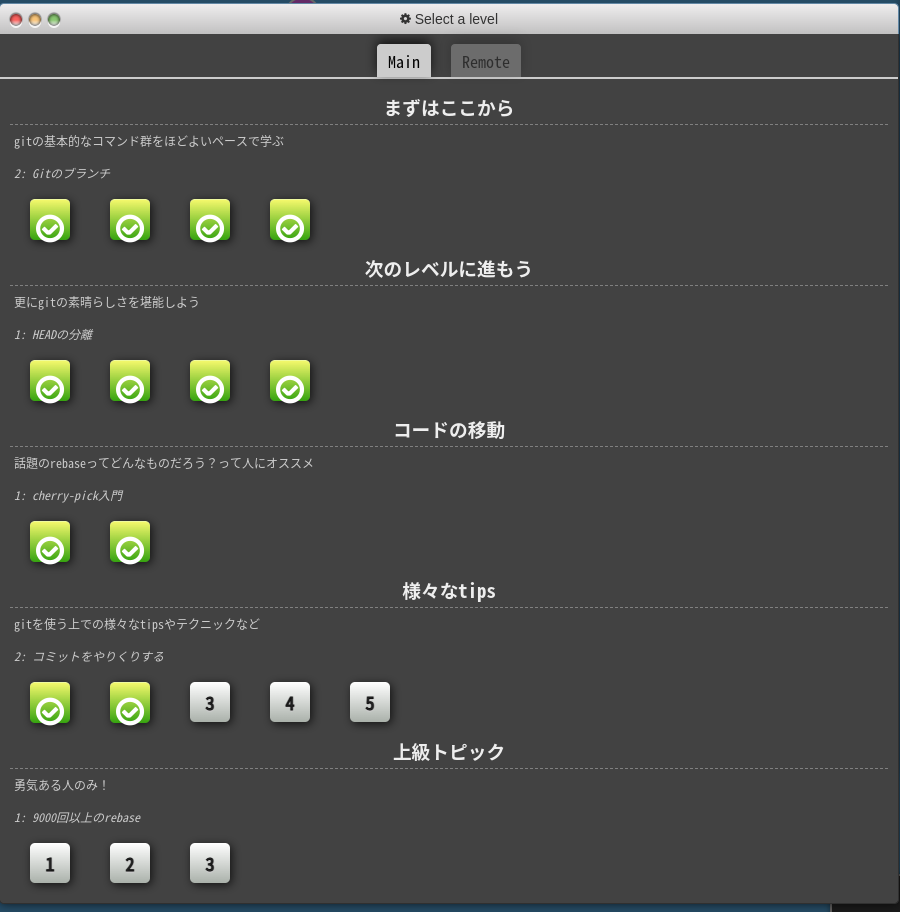 Select a level
Main Remote
まずはここから
gitの基本的なコマンド群をほどよいペースで学ぶ
2: Gitのブランチ
次のレベルに進もう
更にgitの素晴らしさを堪能しよう
1: HEADの分離
コードの移動
話題のrebaseってどんなものだろう？って人にオススメ
1: cherry-pick入門
様々なtips
gitを使う上での様々なtipsやテクニックなど
2: コミットをやりくりする
3 4 5
上級トピック
勇気ある人のみ！
1: 9000回以上のrebase
1 2 3